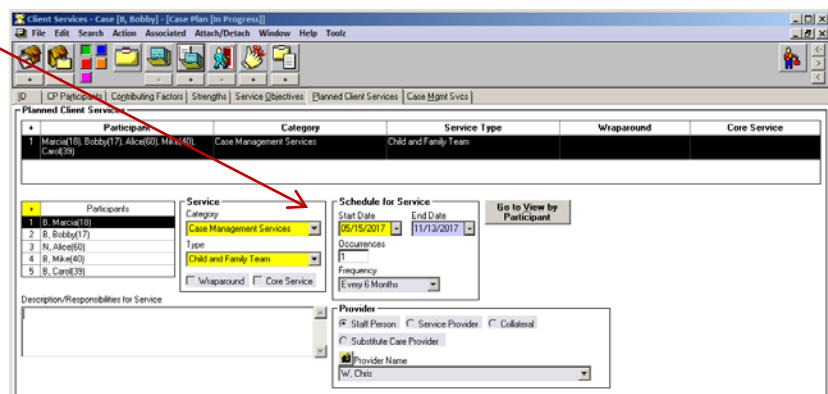 Client Services - Case [B, Bobby] - [Case Plan [In Progress]]
File Edit Search Action Associated Attach/Detach Window Help Toolz
ID CP Participants Contributing Factors Strengths Service Objectives Planned Client Services Case Mgmt Svcs
Planned Client Services
+ Participant Category Service Type Wraparound Core Service
1 Marcia(18), Bobby(17), Alice(60), Mike(40), Case Management Services Child and Family Team
Carol(39)
+ Participants
1 B, Marcia(18)
2 B, Bobby(17)
3 N, Alice(60)
4 B, Mike(40)
5 B, Carol(39)
Service
Category
Case Management Services
Type
Child and Family Team
Wraparound Core Service
Schedule for Service
Start Date End Date
05/15/2017 11/13/2017
Occurrences
1
Frequency
Every 6 Months
Go to View by
Participant
Description/Responsibilities for Service
Provider
Staff Person Service Provider Collateral
Substitute Care Provider
Provider Name
W, Chris